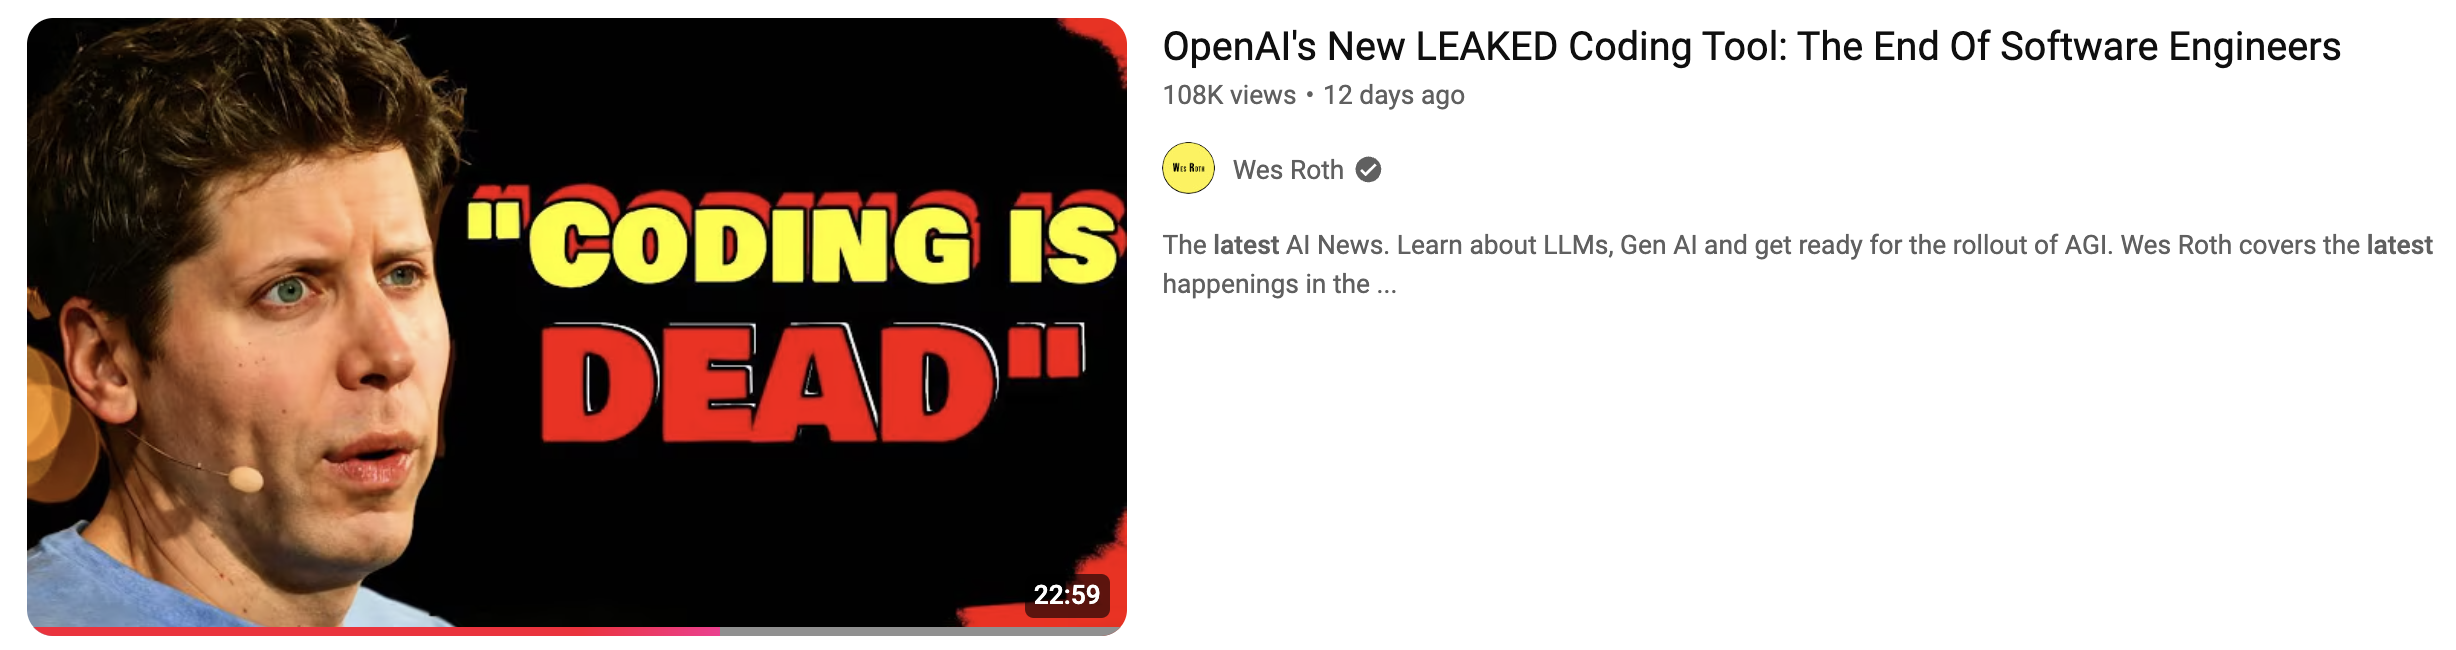 "CODING IS
DEAD"
22:59
OpenAI's New LEAKED Coding Tool: The End Of Software Engineers
108K views • 12 days ago
WES ROTH
Wes Roth
The latest AI News. Learn about LLMs, Gen AI and get ready for the rollout of AGI. Wes Roth covers the latest
happenings in the ...